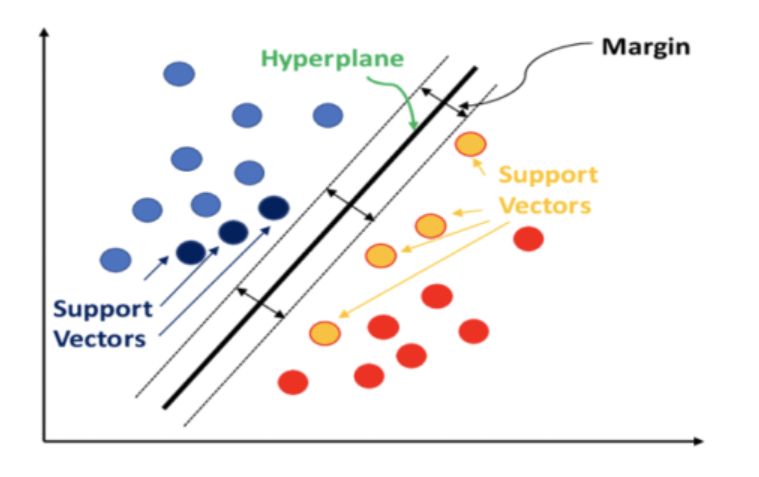 Margin
Hyperplane
Support
Vectors
Support
Vectors